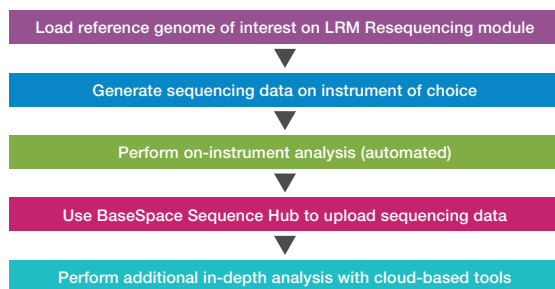 Load reference genome of interest on LRM Resequencing module
Generate sequencing data on instrument of choice
Perform on-instrument analysis (automated)
Use BaseSpace Sequence Hub to upload sequencing data
Perform additional in-depth analysis with cloud-based tools